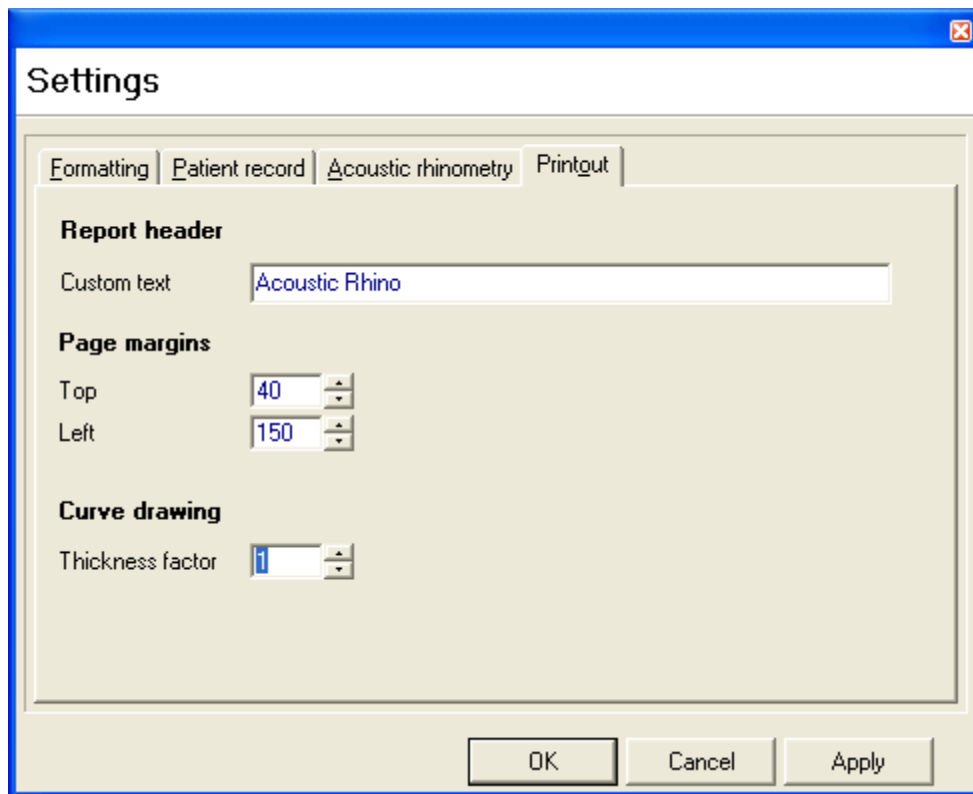 Settings
Formatting Patient record Acoustic rhinometry Printout
Report header
Custom text Acoustic Rhino
Page margins
Top 40
Left 150
Curve drawing
Thickness factor 1
OK Cancel Apply